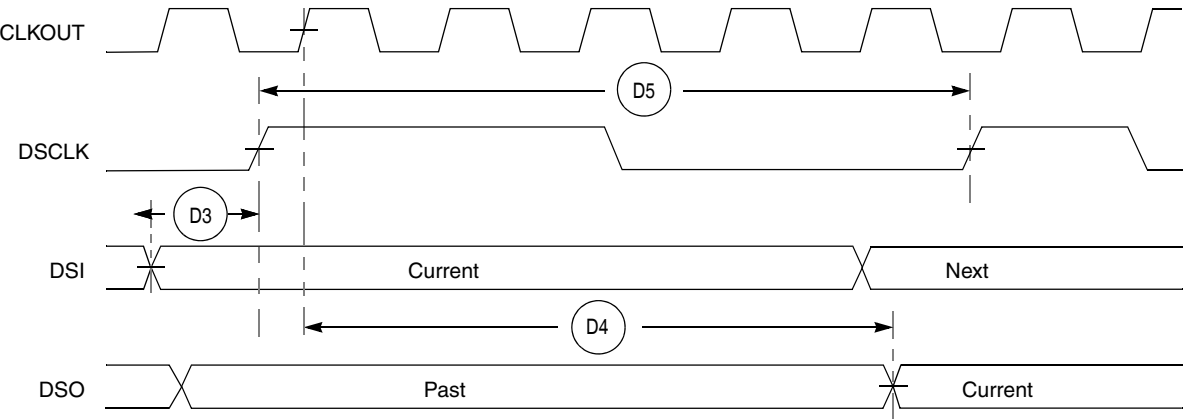 CLKOUT
D5
DSCLK
D3
DSI Current Next
D4
DSO Past Current